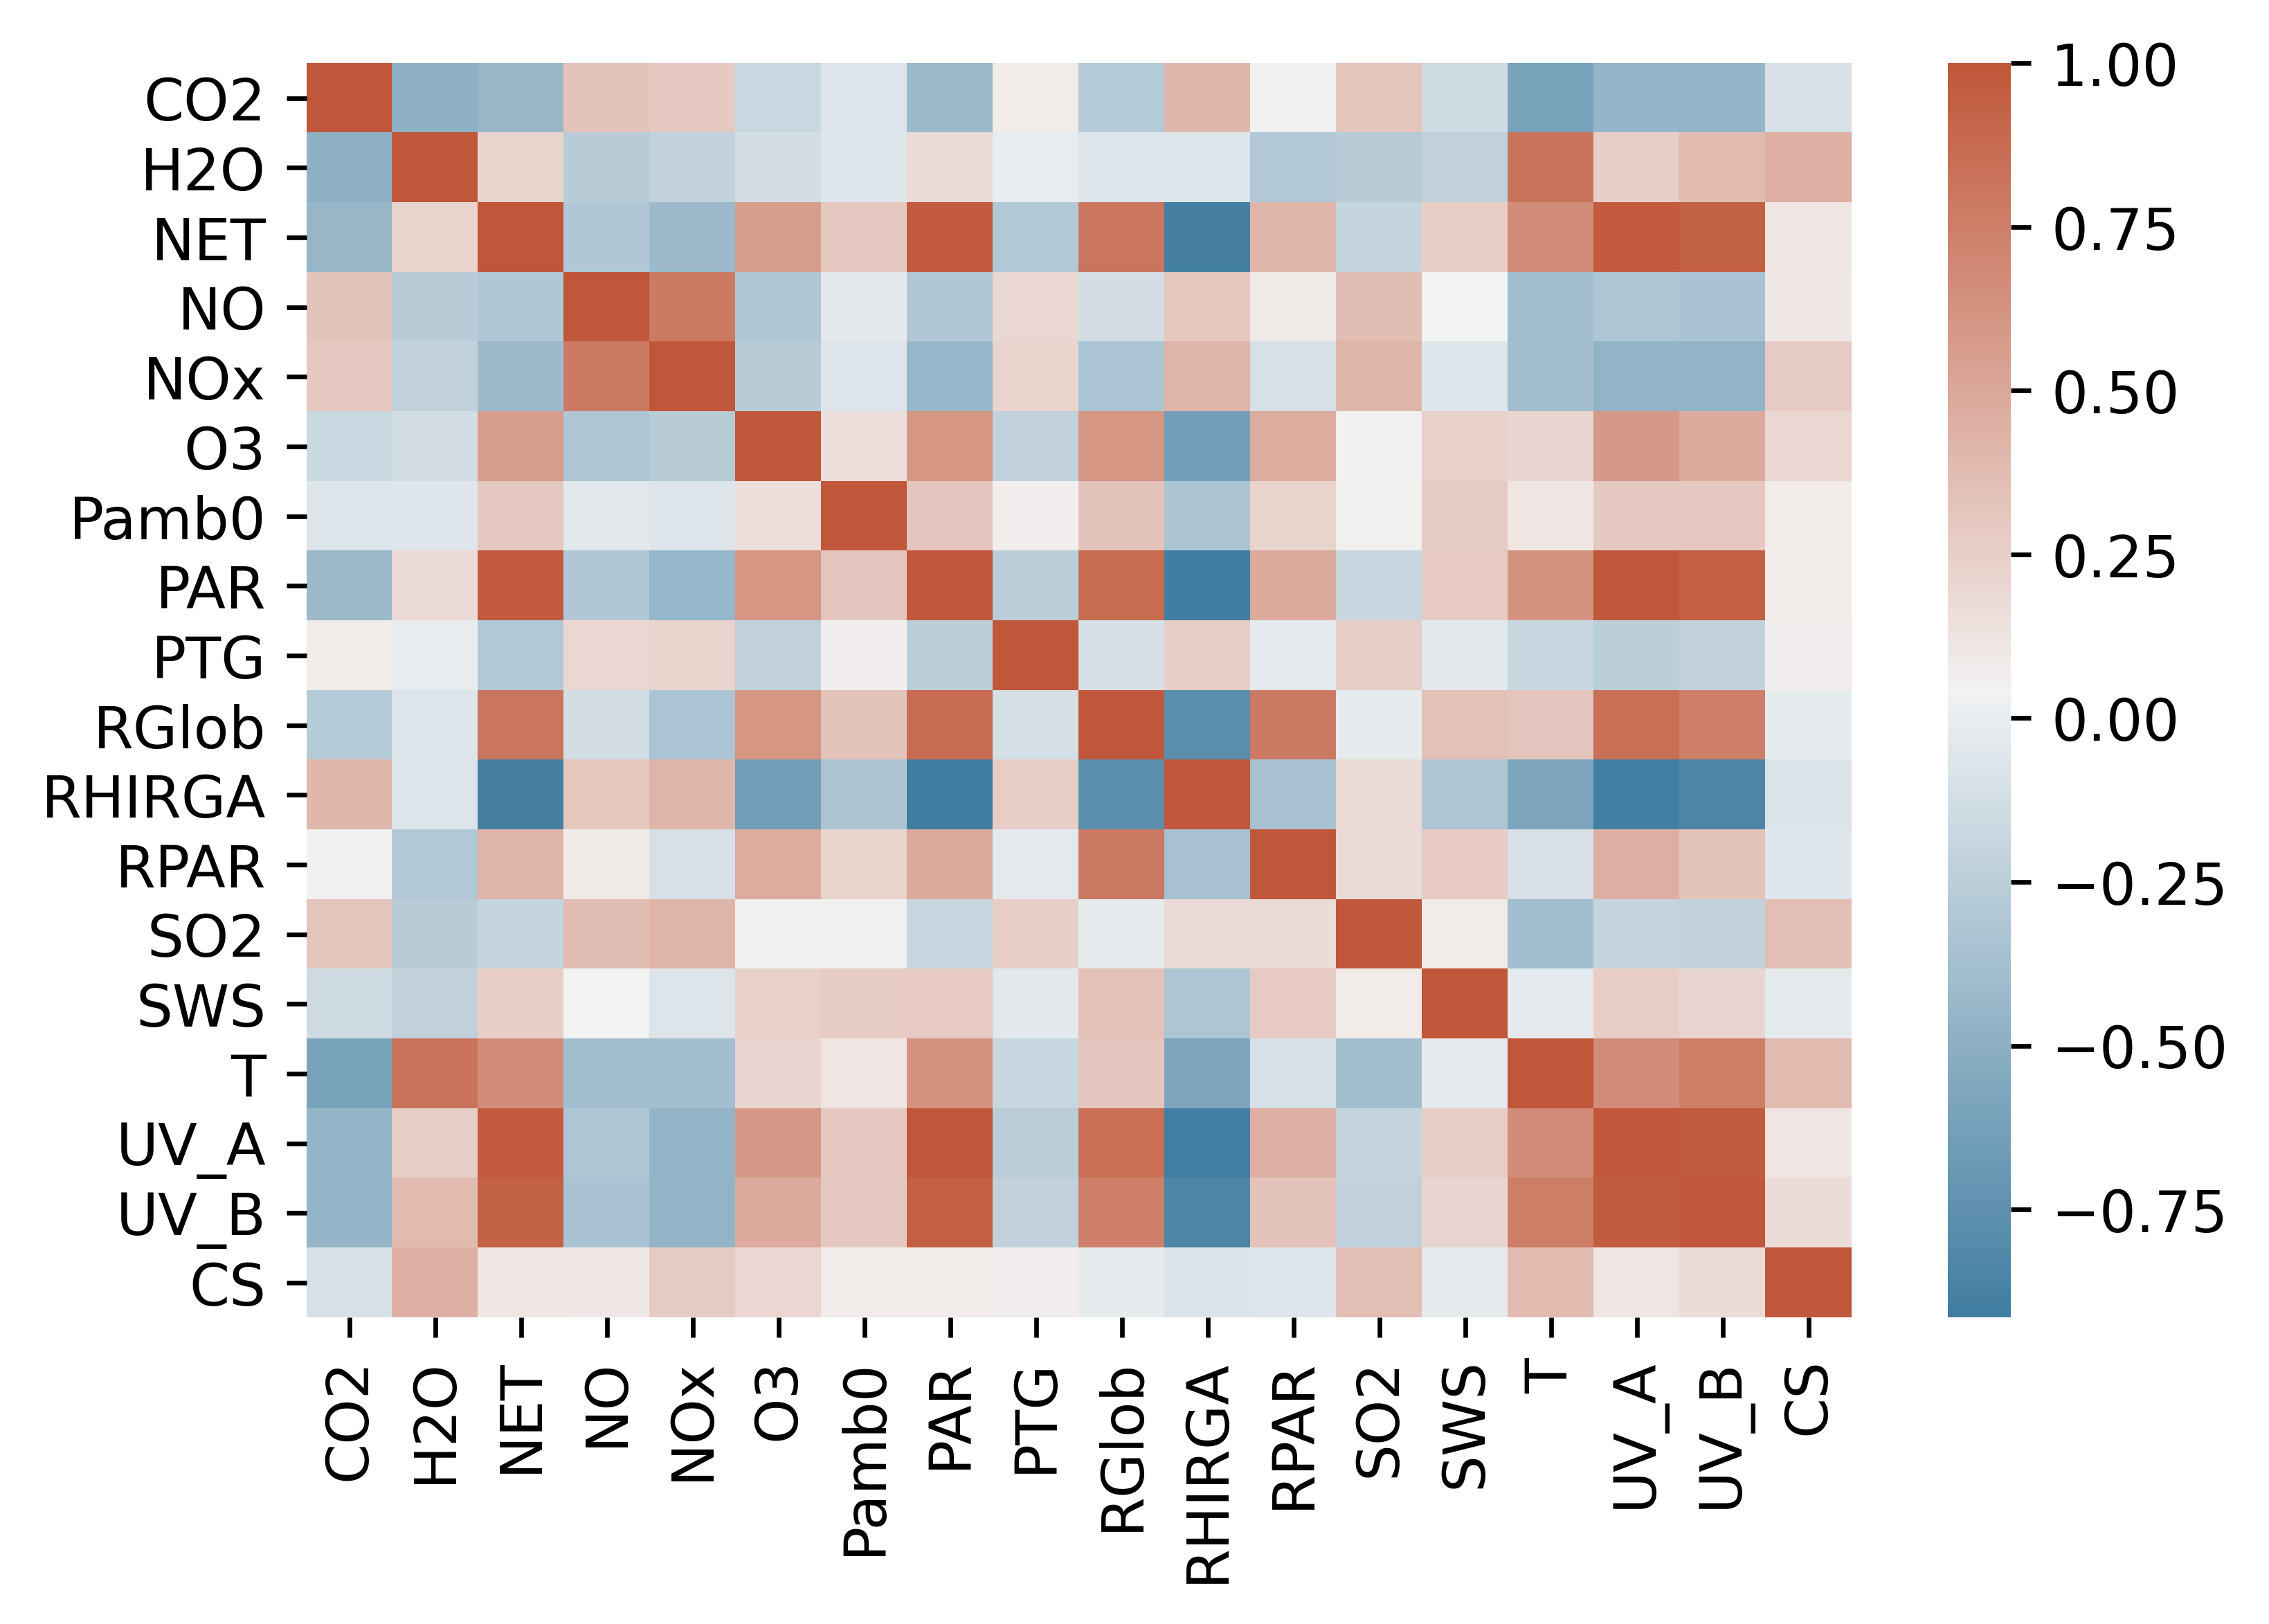 CO2
H2O
NET
NO
NOx
O3
Pamb0
PAR
PTG
RGlob
RHIRGA
RPAR
SO2
SWS
T
UV_A
UV_B
CS
CO2 H2O NET NO NOx O3 Pamb0 PAR PTG RGlob RHIRGA RPAR SO2 SWS T UV_A UV_B CS
1.00
0.75
0.50
0.25
0.00
−0.25
−0.50
−0.75